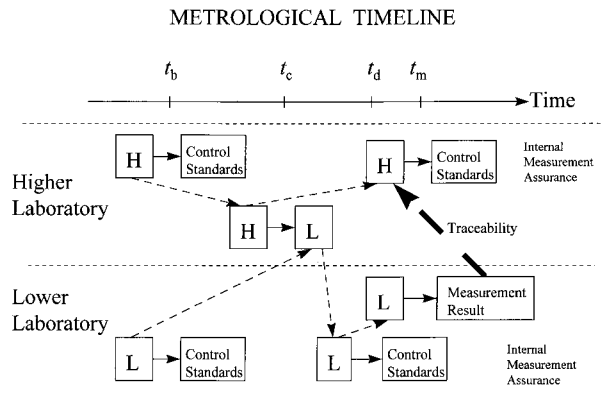 METROLOGICAL TIMELINE
t_b t_c t_d t_m
Time
H
Control
Standards
H
Control
Standards
Internal
Measurement
Assurance
Higher
Laboratory
H
L
Traceability
Lower
Laboratory
L
Measurement
Result
L
Control
Standards
L
Control
Standards
Internal
Measurement
Assurance